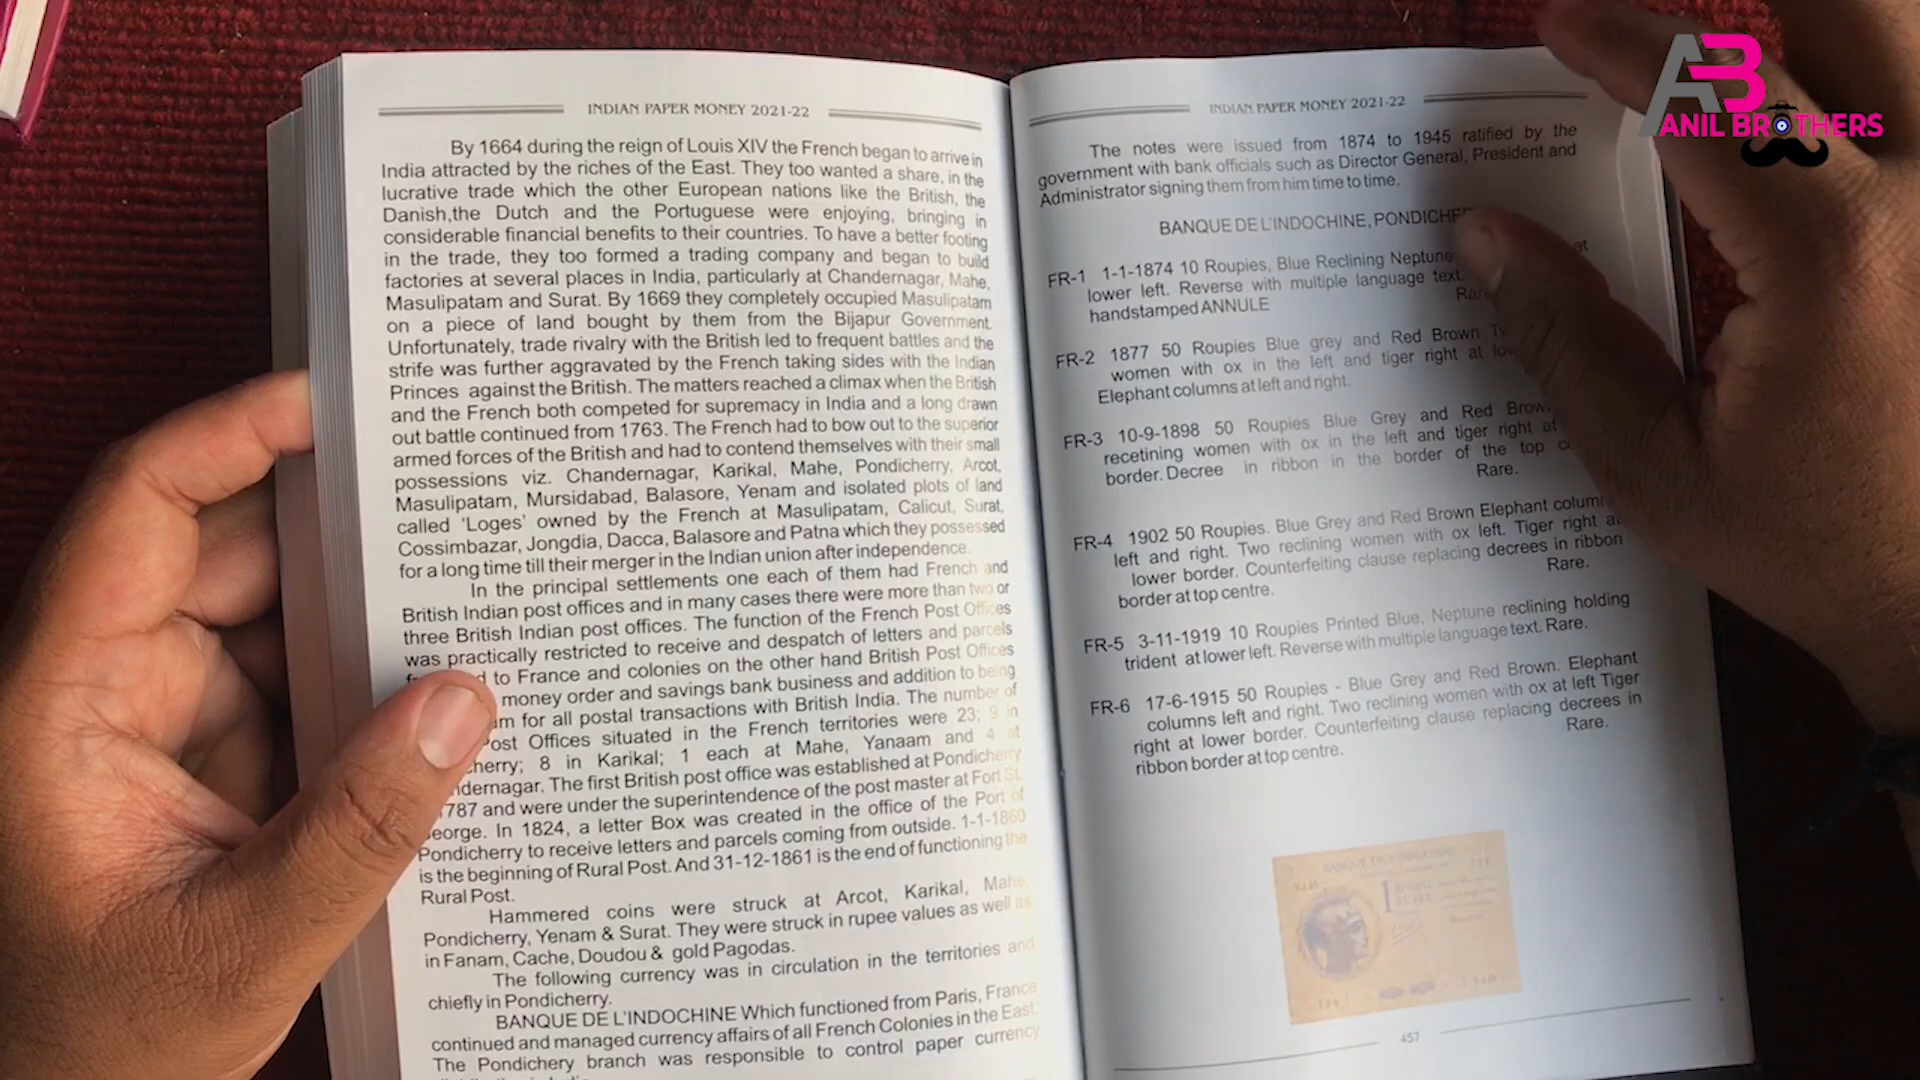 INDIAN PAPER MONEY 2021-22
By 1664 during the reign of Louis XIV the French began to arrive in
India attracted by the riches of the East. They too wanted a share, in the
lucrative trade which the other European nations like the British, the
Danish,the Dutch and the Portuguese were enjoying, bringing in
considerable financial benefits to their countries. To have a better footing
in the trade, they too formed a trading company and began to build
factories at several places in India, particularly at Chandernagar, Mahe,
Masulipatam and Surat. By 1669 they completely occupied Masulipatam
on a piece of land bought by them from the Bijapur Government.
Unfortunately, trade rivalry with the British led to frequent battles and the
strife was further aggravated by the French taking sides with the Indian
Princes against the British. The matters reached a climax when the British
and the French both competed for supremacy in India and a long drawn
out battle continued from 1763. The French had to bow out to the superior
armed forces of the British and had to contend themselves with their small
possessions viz. Chandernagar, Karikal, Mahe, Pondicherry, Arcot,
Masulipatam, Mursidabad, Balasore, Yenam and isolated plots of land
called 'Loges' owned by the French at Masulipatam, Calicut, Surat,
Cossimbazar, Jongdia, Dacca, Balasore and Patna which they possessed
for a long time till their merger in the Indian union after independence.
In the principal settlements one each of them had French and
British Indian post offices and in many cases there were more than two or
three British Indian post offices. The function of the French Post Offices
was practically restricted to receive and despatch of letters and parcels
to France and colonies on the other hand British Post Offices
money order and savings bank business and addition to being
for all postal transactions with British India. The number of
Offices situated in the French territories were 23; 9 in
8 in Karikal; 1 each at Mahe, Yanaam and 4 at
The first British post office was established at Pondicherry
787 and were under the superintendence of the post master at Fort St.
eorge. In 1824, a letter Box was created in the office of the Port of
Pondicherry to receive letters and parcels coming from outside. 1-1-1860
is the beginning of Rural Post. And 31-12-1861 is the end of functioning the
Rural Post.
Hammered coins were struck at Arcot, Karikal, Mahe,
Pondicherry, Yenam & Surat. They were struck in rupee values as well as
in Fanam, Cache, Doudou & gold Pagodas.
The following currency was in circulation in the territories and
chiefly in Pondicherry.
BANQUE DE L'INDOCHINE Which functioned from Paris, France
continued and managed currency affairs of all French Colonies in the East.
The Pondichery branch was responsible to control paper currency
INDIAN PAPER MONEY 2021-22
The notes were issued from 1874 to 1945 ratified by the
government with bank officials such as Director General, President and
Administrator signing them from him time to time.
BANQUE DE L'INDOCHINE, PONDICHE
FR-1 1-1-1874 10 Roupies, Blue Reclining Neptune at
lower left. Reverse with multiple language text.
handstamped ANNULE Rare
FR-2 1877 50 Roupies Blue grey and Red Brown
women with ox in the left and tiger right at
Elephant columns at left and right.
FR-3 10-9-1898 50 Roupies Blue Grey and Red Brow
recetining women with ox in the left and tiger right at
border. Decree in ribbon in the border of the top
Rare.
FR-4 1902 50 Roupies. Blue Grey and Red Brown Elephant colum
left and right. Two reclining women with ox left. Tiger right a
lower border. Counterfeiting clause replacing decrees in ribbon
border at top centre. Rare.
FR-5 3-11-1919 10 Roupies Printed Blue, Neptune reclining holding
trident at lower left. Reverse with multiple language text. Rare.
FR-6 17-6-1915 50 Roupies - Blue Grey and Red Brown. Elephant
columns left and right. Two reclining women with ox at left Tiger
right at lower border. Counterfeiting clause replacing decrees in
ribbon border at top centre. Rare.
BANQUE DE L'INDOCHINE
457
AB
ANIL BROTHERS